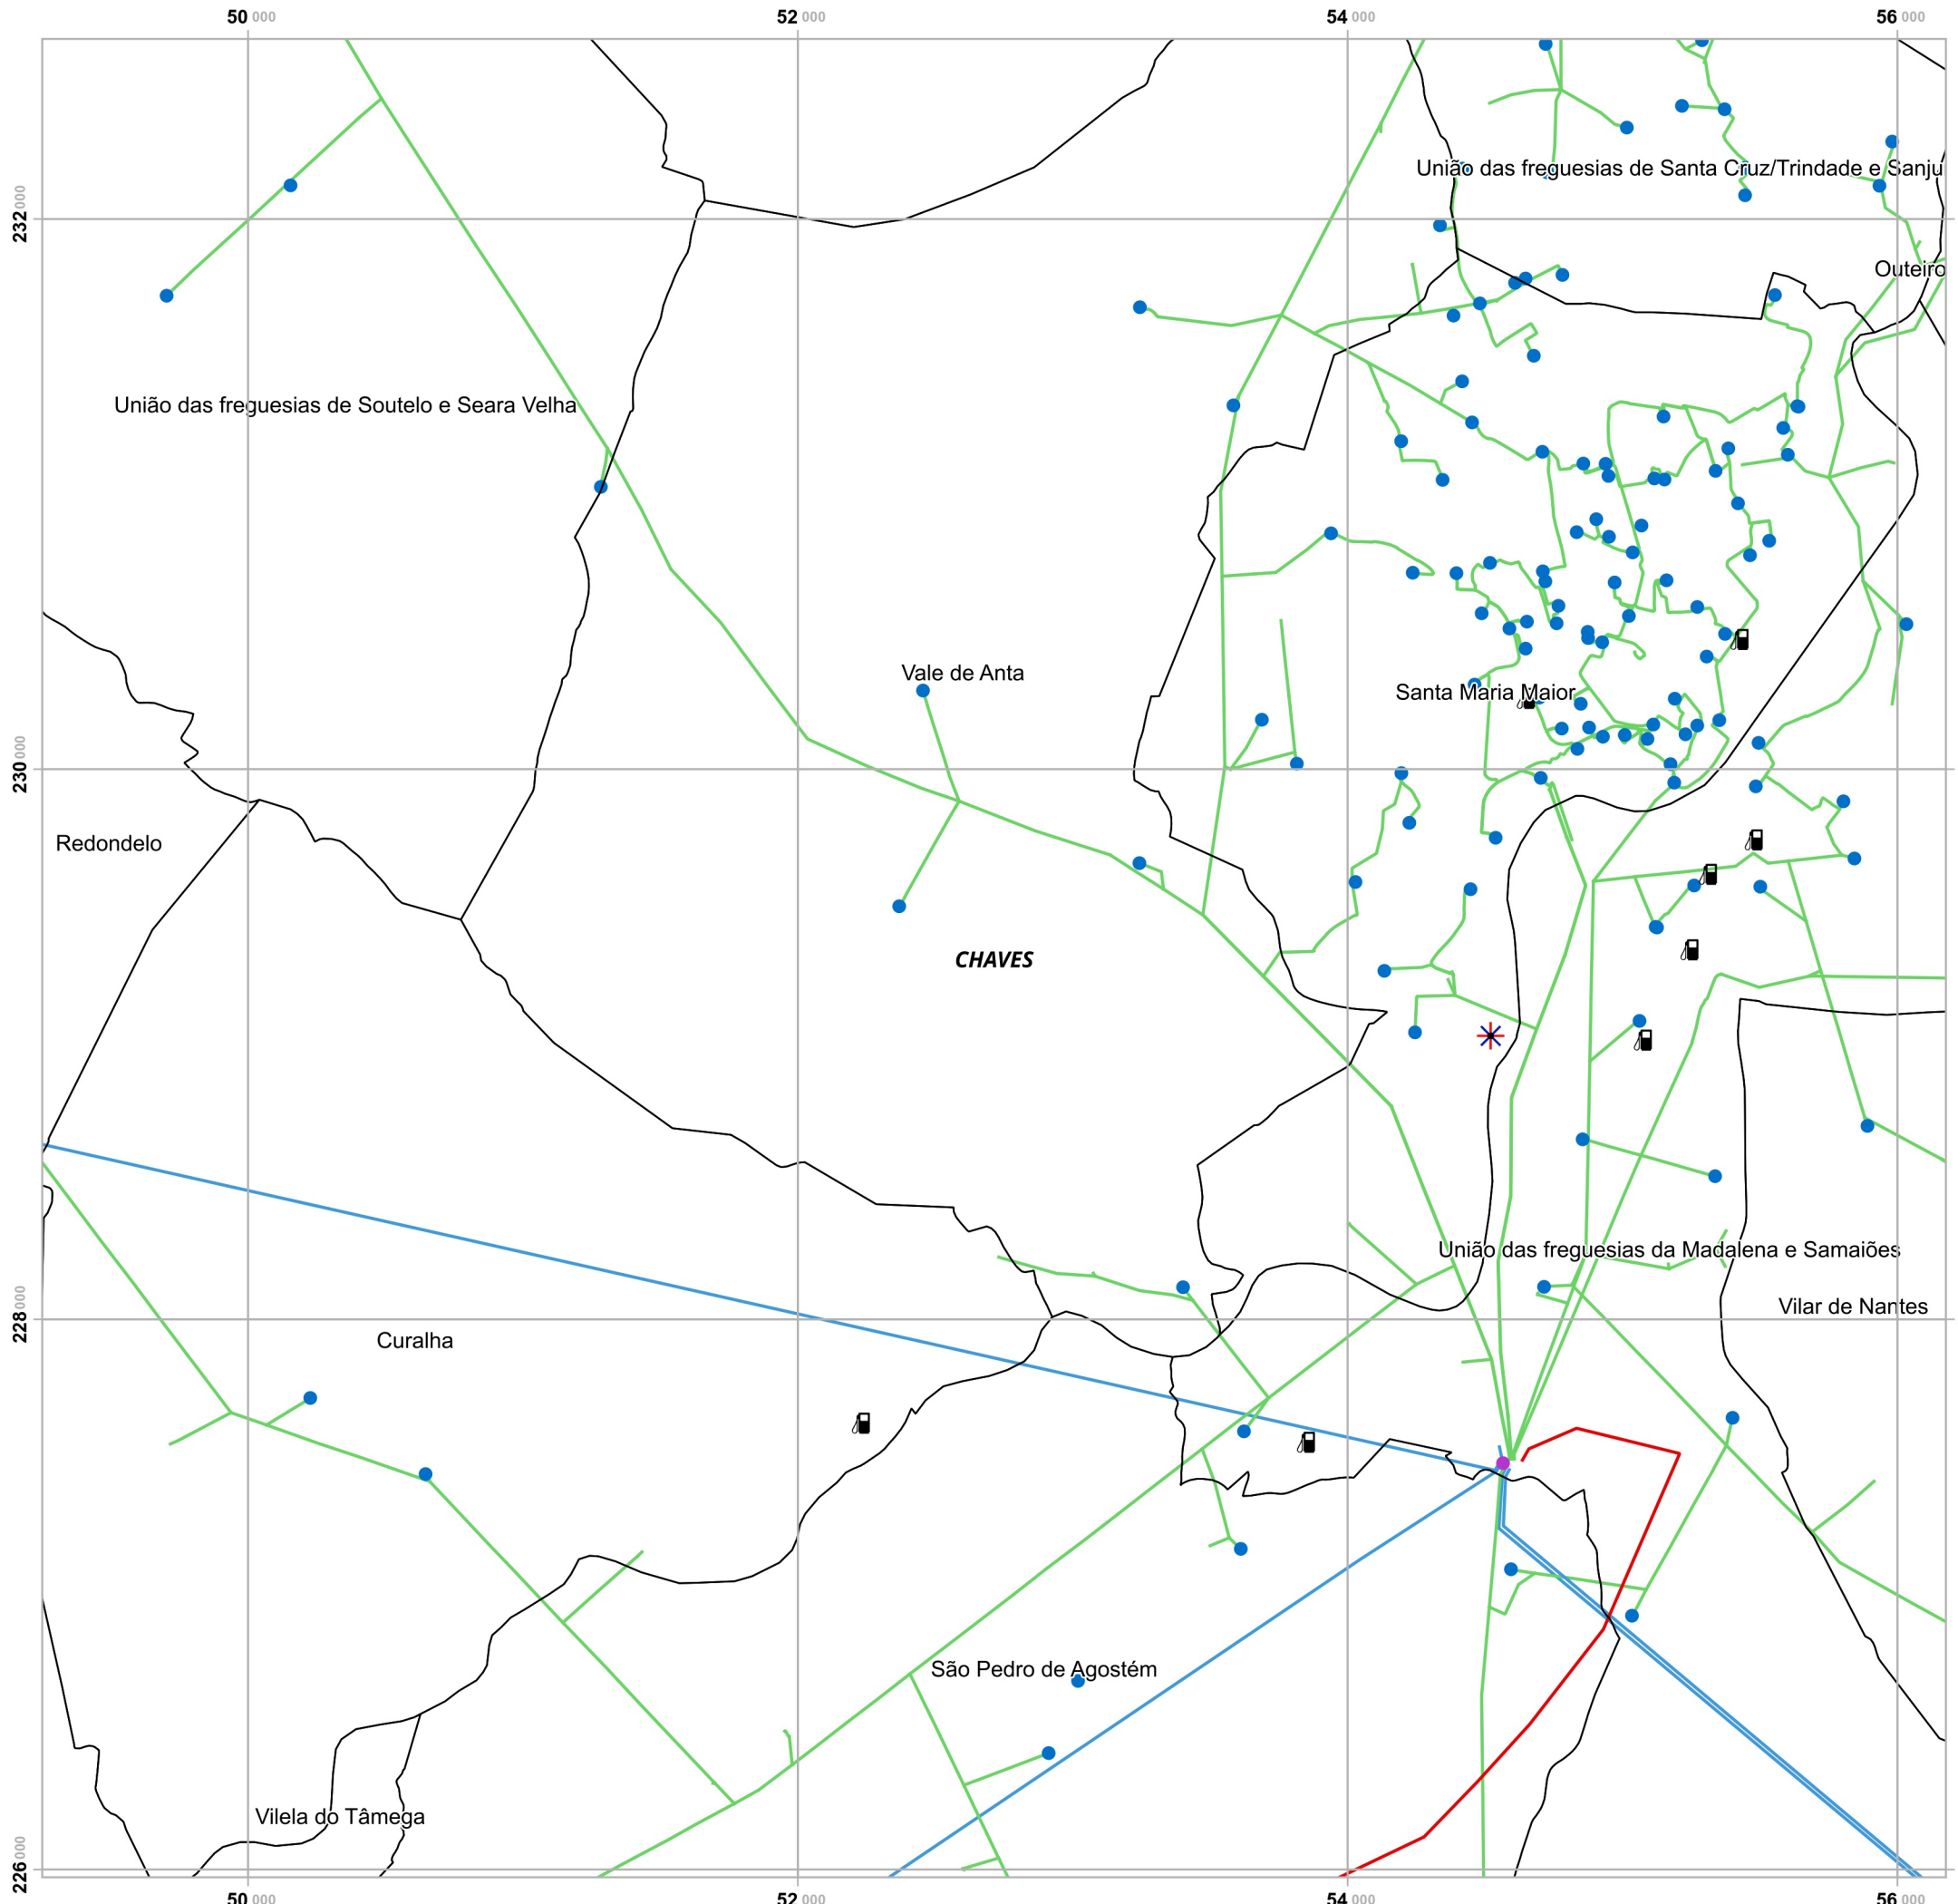 50 000 52 000 54 000 56 000
União das freguesias de Santa Cruz/Trindade e Sanju
232 000
Outeiro
União das freguesias de Soutelo e Seara Velha
Vale de Anta
Santa Maria Maior
230 000
Redondelo
CHAVES
União das freguesias da Madalena e Samaiões
Vilar de Nantes
228 000
Curalha
São Pedro de Agostém
Vilela do Tâmega
226 000
50 000 52 000 54 000 56 000